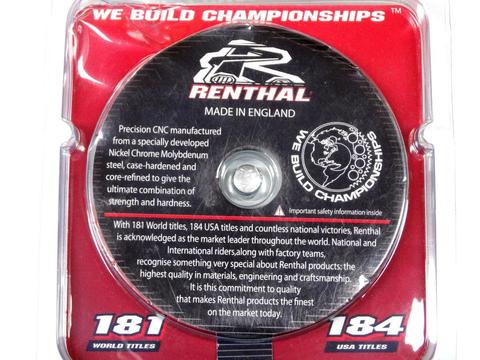 WE BUILD CHAMPIONSHIPS™
RENTHAL
MADE IN ENGLAND
Precision CNC manufactured
from a specially developed
Nickel Chrome Molybdenum
steel, case-hardened and
core-refined to give the
ultimate combination of
strength and hardness.
WE BUILD CHAMPIONSHIPS
Important safety information inside
With 181 World titles, 184 USA titles and countless national victories, Renthal
is acknowledged as the market leader throughout the world. National and
International riders,along with factory teams,
recognise something very special about Renthal products: the
highest quality in materials, engineering and craftsmanship.
It is this commitment to quality
that makes Renthal products the finest
on the market today.
181
WORLD TITLES
184
USA TITLES